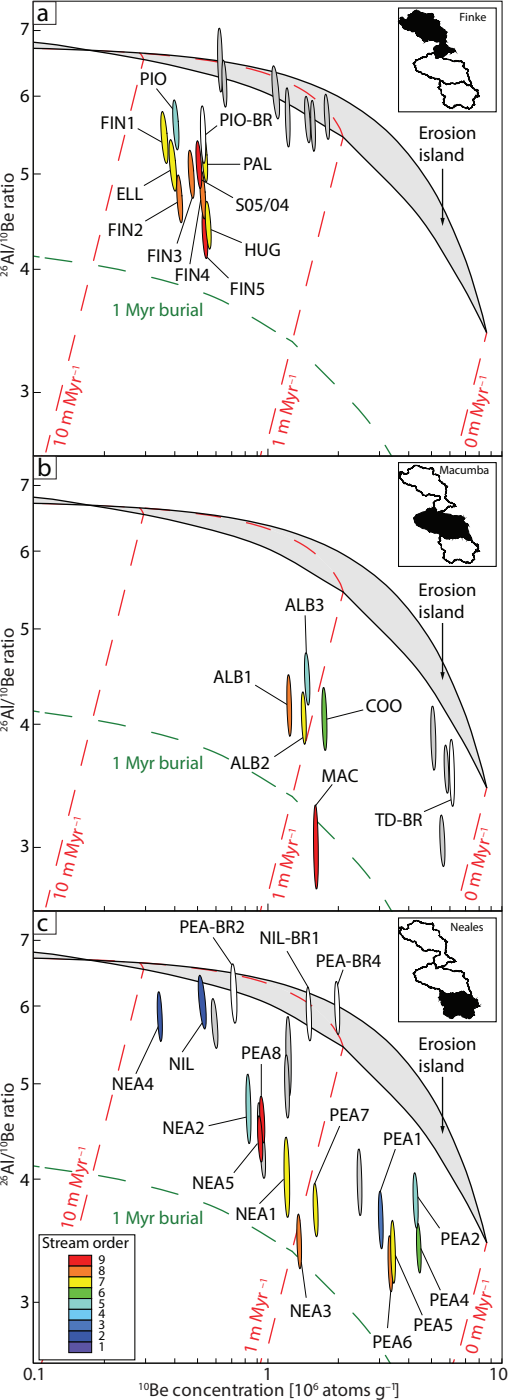 a
Finke
7
6
5
4
3
26Al/10Be ratio
PIO
FIN1
PIO-BR
PAL
ELL
S05/04
FIN2
FIN3
HUG
FIN4
FIN5
Erosion
island
1 Myr burial
10 m Myr⁻¹
1 m Myr⁻¹
0 m Myr⁻¹
b
Macumba
7
6
5
4
3
26Al/10Be ratio
Erosion
island
ALB3
ALB1
COO
ALB2
MAC
TD-BR
1 Myr burial
10 m Myr⁻¹
1 m Myr⁻¹
0 m Myr⁻¹
c
Neales
7
6
5
4
3
26Al/10Be ratio
PEA-BR2
NIL-BR1
PEA-BR4
Erosion
island
NEA4
NIL
PEA8
NEA2
PEA7
PEA1
NEA5
NEA1
PEA2
NEA3
PEA4
PEA5
PEA6
1 Myr burial
10 m Myr⁻¹
1 m Myr⁻¹
0 m Myr⁻¹
Stream order
9
8
7
6
5
4
3
2
1
0.1
1
10
¹⁰Be concentration [10⁶ atoms g⁻¹]